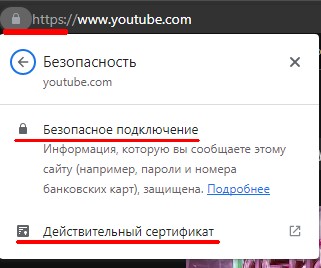 https://www.youtube.com
Безопасность
youtube.com
Безопасное подключение
Информация, которую вы сообщаете этому
сайту (например, пароли и номера
банковских карт), защищена. Подробнее
Действительный сертификат